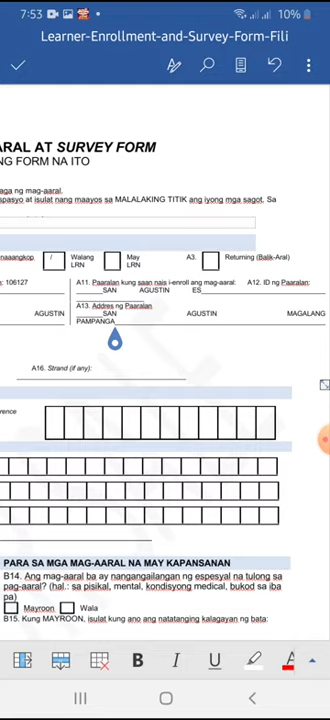 7:53
10%
Learner-Enrollment-and-Survey-Form-Fili
ARAL AT SURVEY FORM
NG FORM NA ITO
aga ng mag-aaral.
spasyo at isulat nang maayos sa MALALAKING TITIK ang iyong mga sagot. Sa
naaangkop / Walang LRN May LRN A3. Returning (Balik-Aral)
: 106127 A11. Paaralan kung saan nais i-enroll ang mag-aaral: A12. ID ng Paaralan:
SAN AGUSTIN ES
A13. Addres ng Paaralan
AGUSTIN SAN AGUSTIN MAGALANG
PAMPANGA
A16. Strand (if any):
erence
PARA SA MGA MAG-AARAL NA MAY KAPANSANAN
B14. Ang mag-aaral ba ay nangangailangan ng espesyal na tulong sa
pag-aaral? (hal.: sa pisikal, mental, kondisyong medical, bukod sa iba
pa)
Mayroon Wala
B15. Kung MAYROON, isulat kung ano ang natatanging kalagayan ng bata:
B I U A